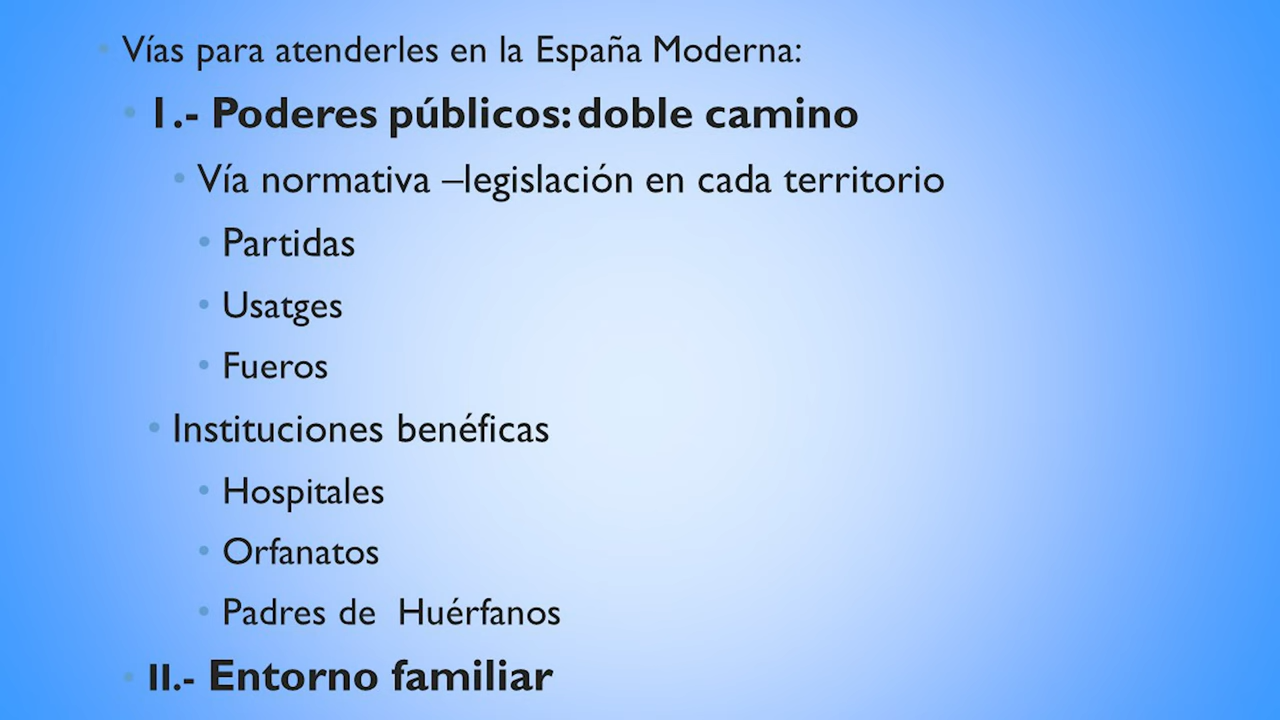 Vías para atenderles en la España Moderna:
I.- Poderes públicos: doble camino
Vía normativa –legislación en cada territorio
Partidas
Usatges
Fueros
Instituciones benéficas
Hospitales
Orfanatos
Padres de Huérfanos
II.- Entorno familiar